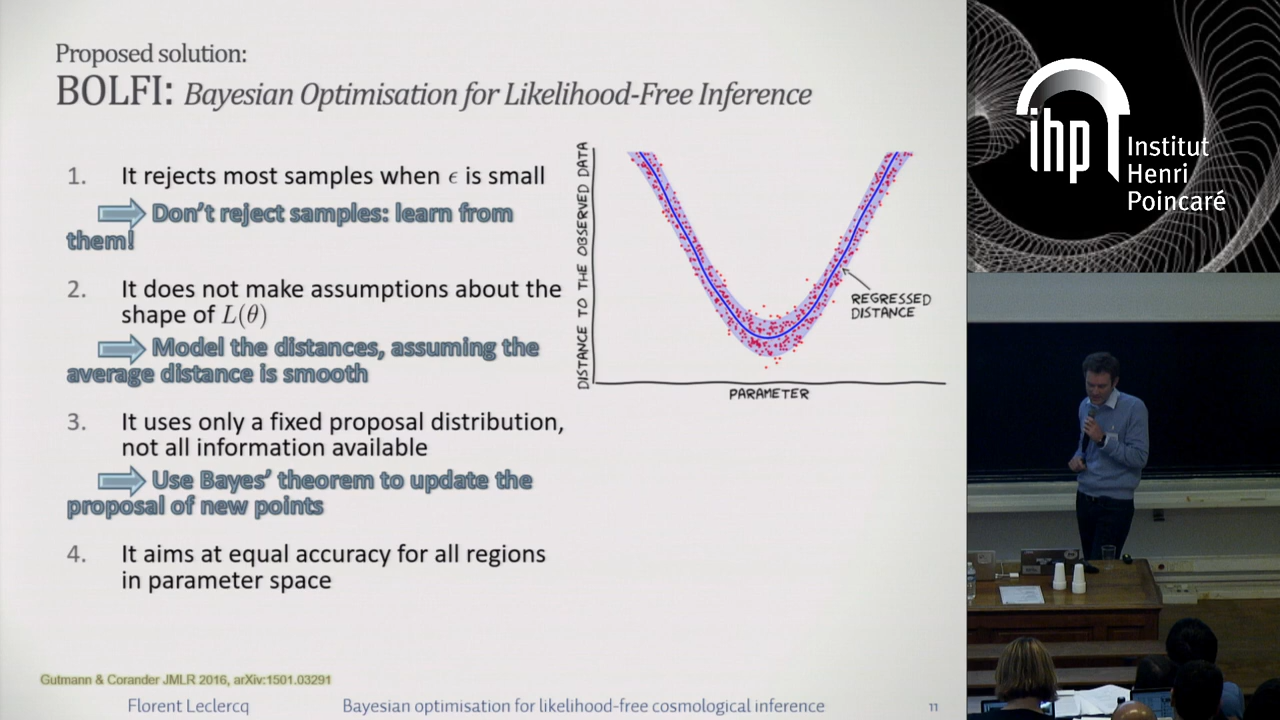 Proposed solution:
BOLFI: Bayesian Optimisation for Likelihood-Free Inference
1. It rejects most samples when ϵ is small
Don't reject samples: learn from
them!
2. It does not make assumptions about the
shape of L(θ)
Model the distances, assuming the
average distance is smooth
3. It uses only a fixed proposal distribution,
not all information available
Use Bayes' theorem to update the
proposal of new points
4. It aims at equal accuracy for all regions
in parameter space
DISTANCE TO THE OBSERVED DATA
REGRESSED
DISTANCE
PARAMETER
Gutmann & Corander JMLR 2016, arXiv:1501.03291
Florent Leclercq
Bayesian optimisation for likelihood-free cosmological inference
11
ihp
Institut
Henri
Poincaré